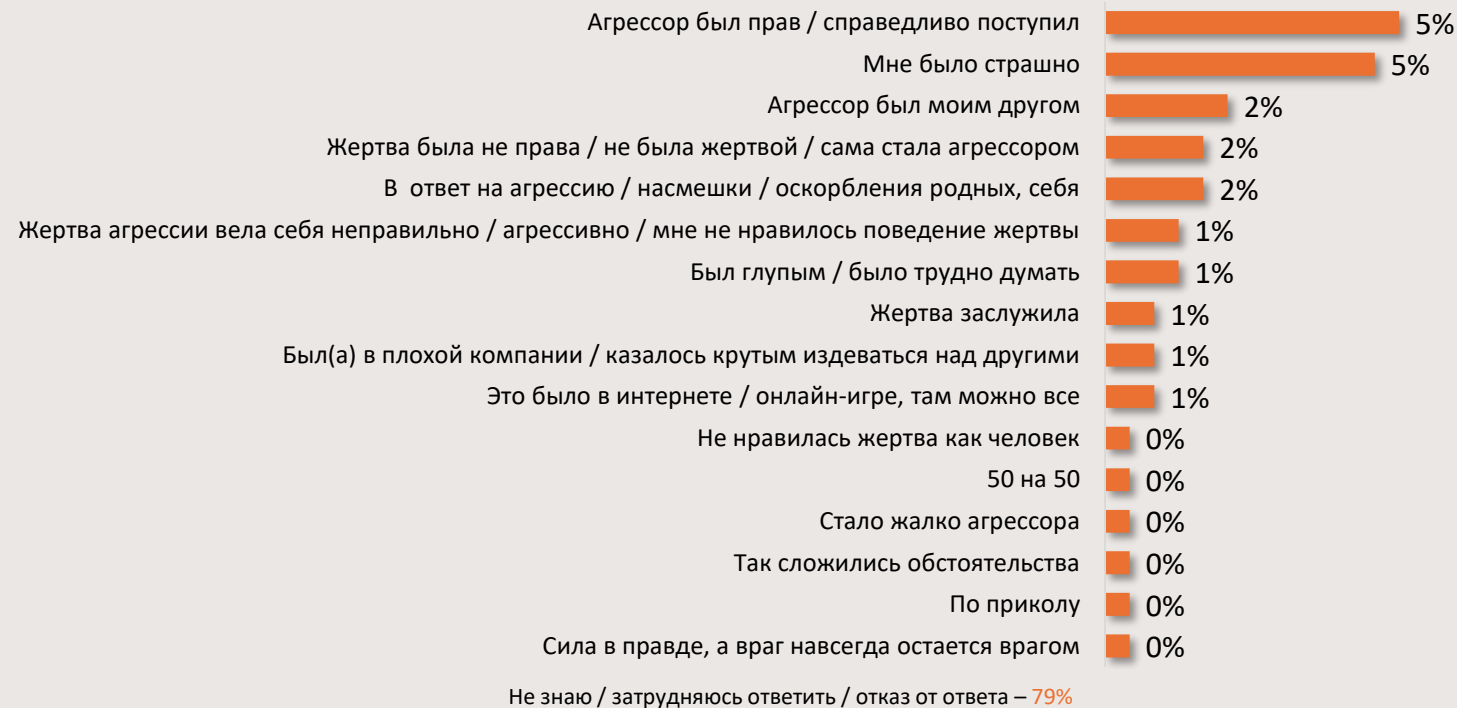 Агрессор был прав / справедливо поступил 5%
Мне было страшно 5%
Агрессор был моим другом 2%
Жертва была не права / не была жертвой / сама стала агрессором 2%
В ответ на агрессию / насмешки / оскорбления родных, себя 2%
Жертва агрессии вела себя неправильно / агрессивно / мне не нравилось поведение жертвы 1%
Был глупым / было трудно думать 1%
Жертва заслужила 1%
Был(а) в плохой компании / казалось крутым издеваться над другими 1%
Это было в интернете / онлайн-игре, там можно все 1%
Не нравилась жертва как человек 0%
50 на 50 0%
Стало жалко агрессора 0%
Так сложились обстоятельства 0%
По приколу 0%
Сила в правде, а враг навсегда остается врагом 0%
Не знаю / затрудняюсь ответить / отказ от ответа – 79%